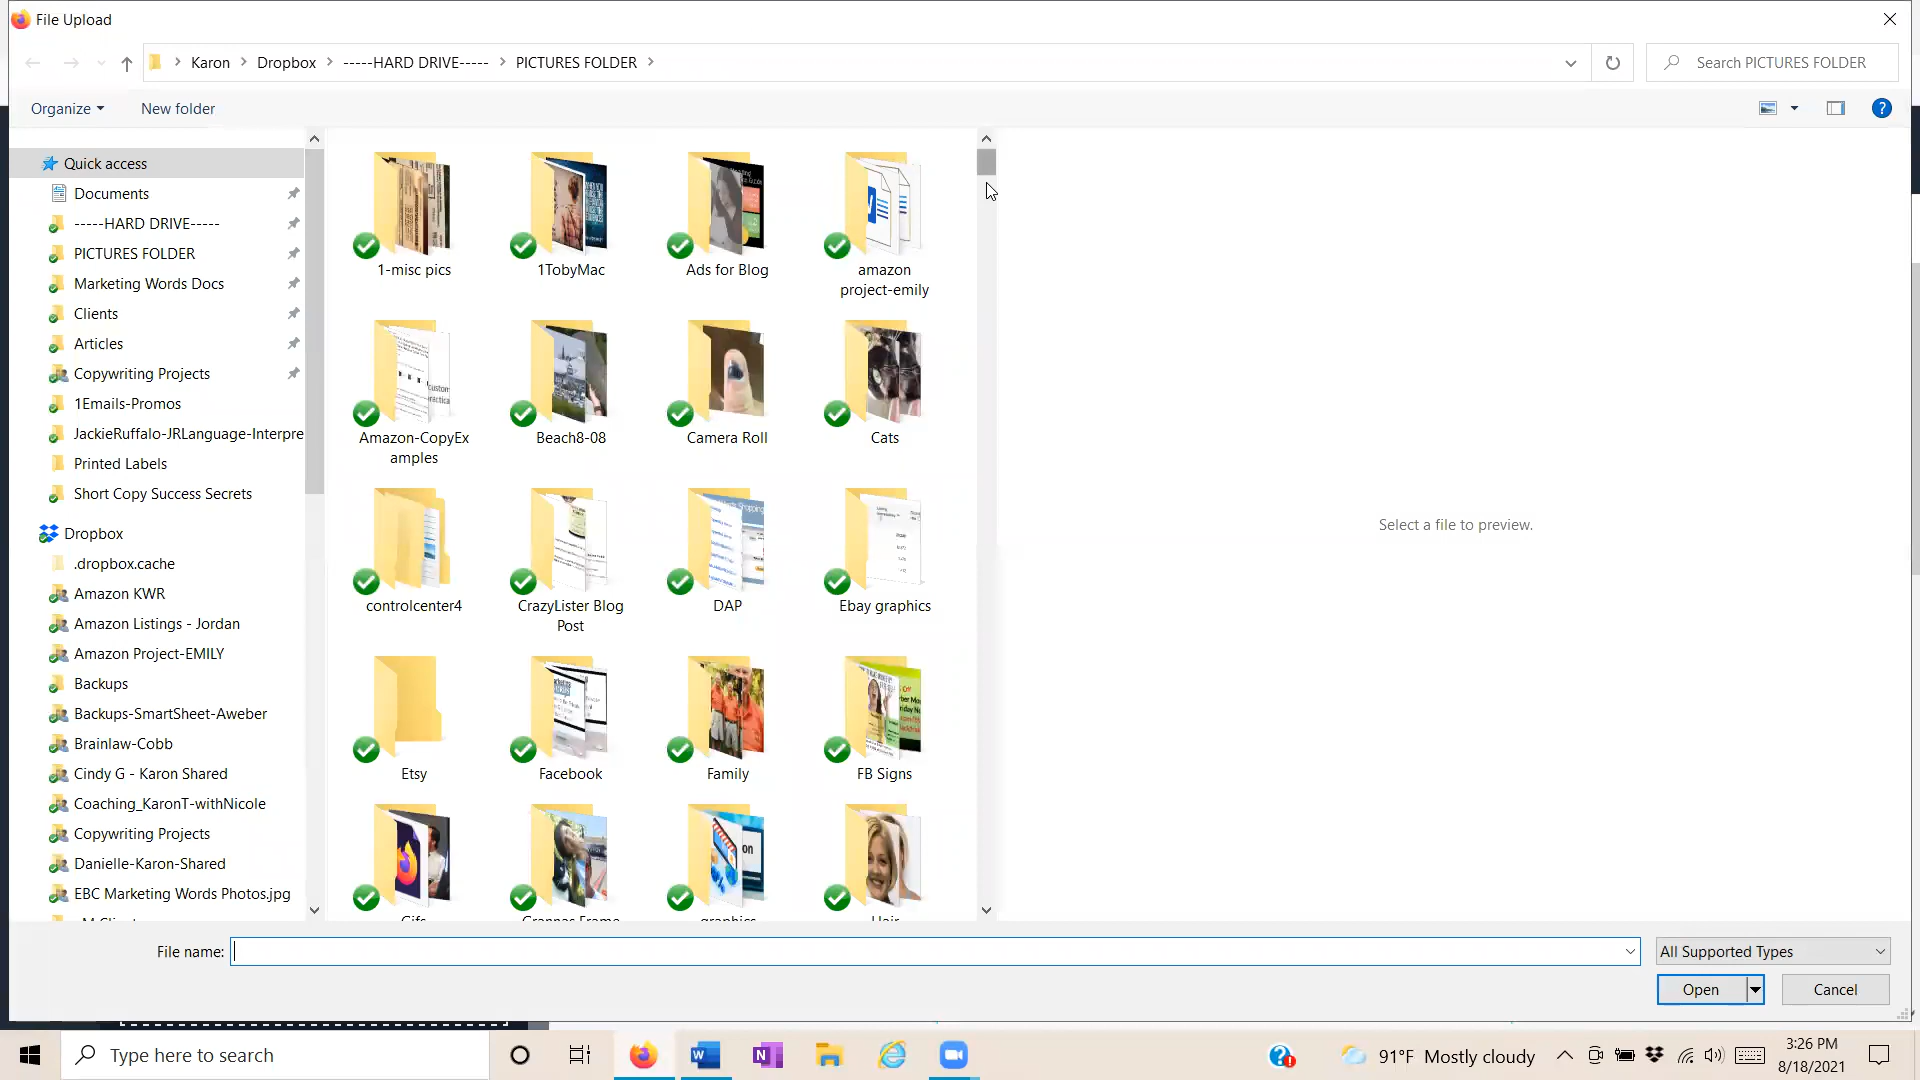 File Upload
Karon > Dropbox > -----HARD DRIVE----- > PICTURES FOLDER >
Search PICTURES FOLDER
Organize
New folder
Quick access
Documents
-----HARD DRIVE-----
PICTURES FOLDER
Marketing Words Docs
Clients
Articles
Copywriting Projects
1Emails-Promos
JackieRuffalo-JRLanguage-Interpre
Printed Labels
Short Copy Success Secrets
Dropbox
.dropbox.cache
Amazon KWR
Amazon Listings - Jordan
Amazon Project-EMILY
Backups
Backups-SmartSheet-Aweber
Brainlaw-Cobb
Cindy G - Karon Shared
Coaching_KaronT-withNicole
Copywriting Projects
Danielle-Karon-Shared
EBC Marketing Words Photos.jpg
1-misc pics
1TobyMac
Ads for Blog
amazon
project-emily
Amazon-CopyEx
amples
Beach8-08
Camera Roll
Cats
controlcenter4
CrazyLister Blog
Post
DAP
Ebay graphics
Etsy
Facebook
Family
FB Signs
Gifs
Grannas Frame
graphics
Hair
Select a file to preview.
File name:
All Supported Types
Open
Cancel
Type here to search
91°F Mostly cloudy
3:26 PM
8/18/2021